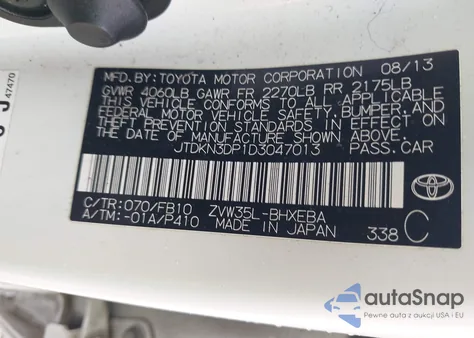 MFD. BY: TOYOTA MOTOR CORPORATION 08/13
GVWR 4060LB GAWR FR 2270LB RR 2175LB
THIS VEHICLE CONFORMS TO ALL APPLICABLE
FEDERAL MOTOR VEHICLE SAFETY, BUMPER, AND
THEFT PREVENTION STANDARDS IN EFFECT ON
THE DATE OF MANUFACTURE SHOWN ABOVE.
JTDKN3DP1D3047013 PASS.CAR
C/TR: 070/FB10 ZVW35L-BHXEBA
A/TM: -01A/P410 MADE IN JAPAN 338 C
TOYOTA
47470
J
autoSnap
Pewne auta z aukcji USA i EU